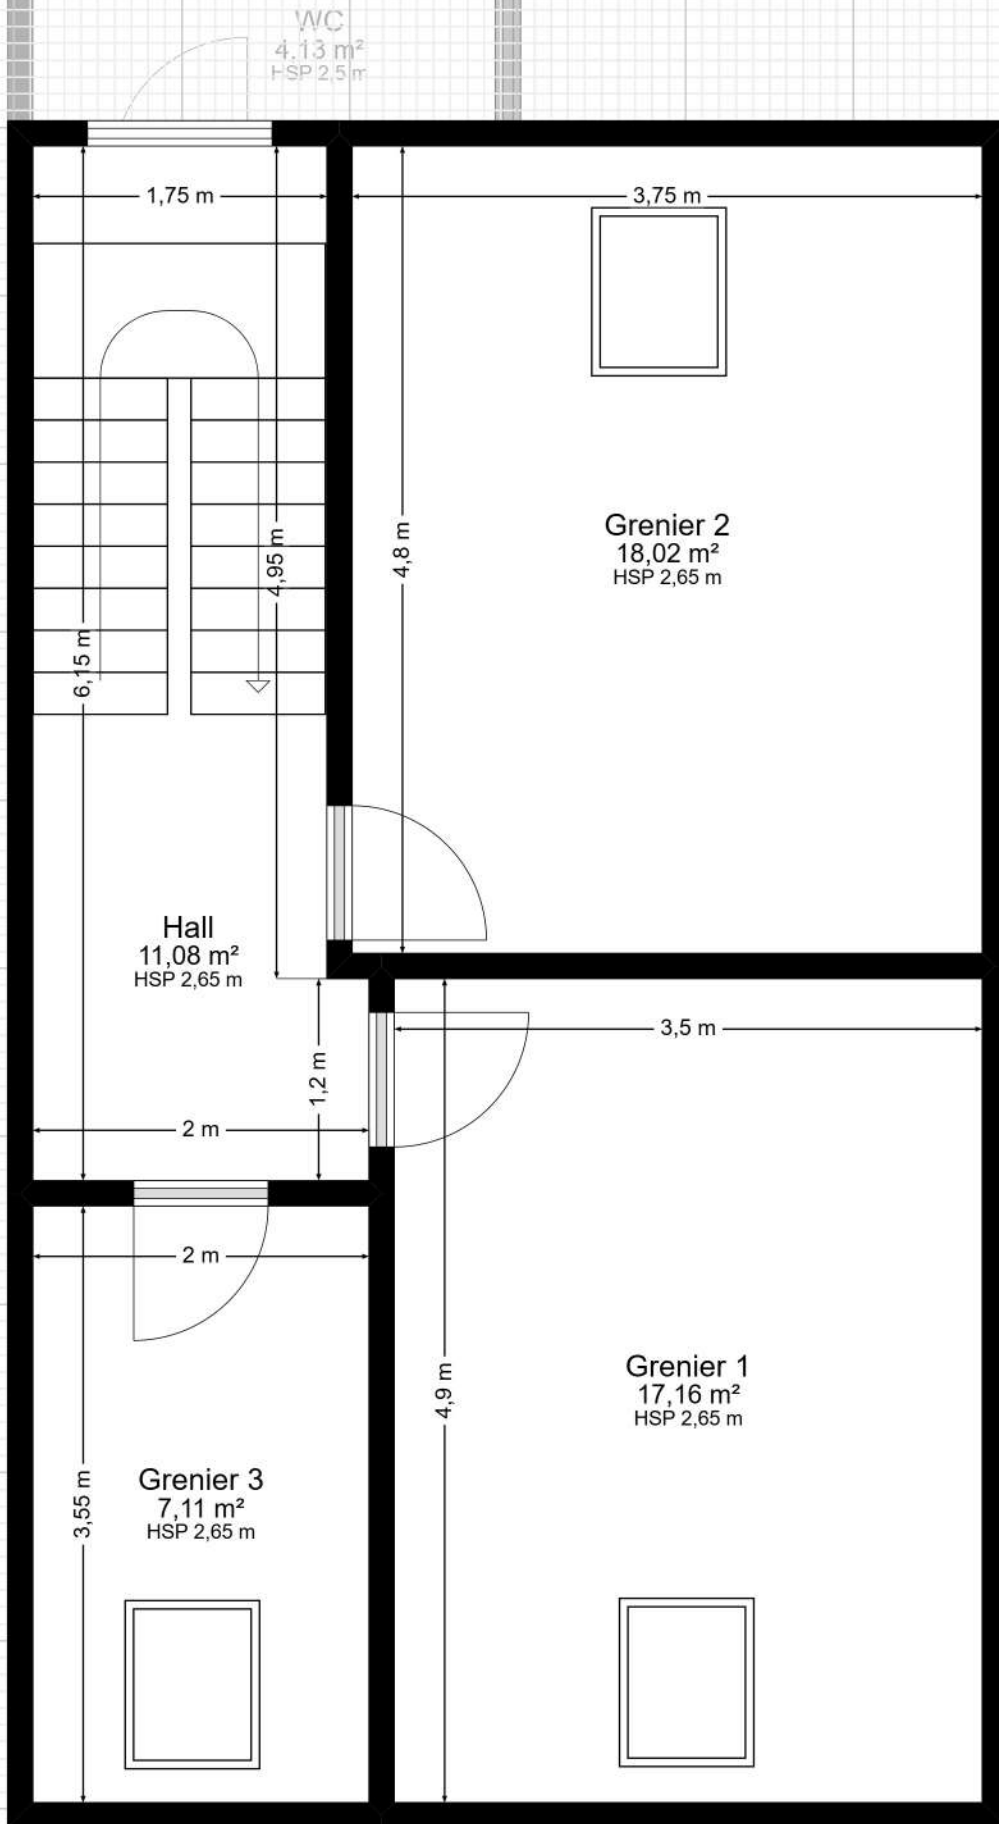 WC
4.13 m²
HSP 2,5 m
1,75 m
3,75 m
4,95 m
4,8 m
6,15 m
Grenier 2
18,02 m²
HSP 2,65 m
Hall
11,08 m²
HSP 2,65 m
1,2 m
3,5 m
2 m
2 m
4,9 m
Grenier 1
17,16 m²
HSP 2,65 m
3,55 m
Grenier 3
7,11 m²
HSP 2,65 m